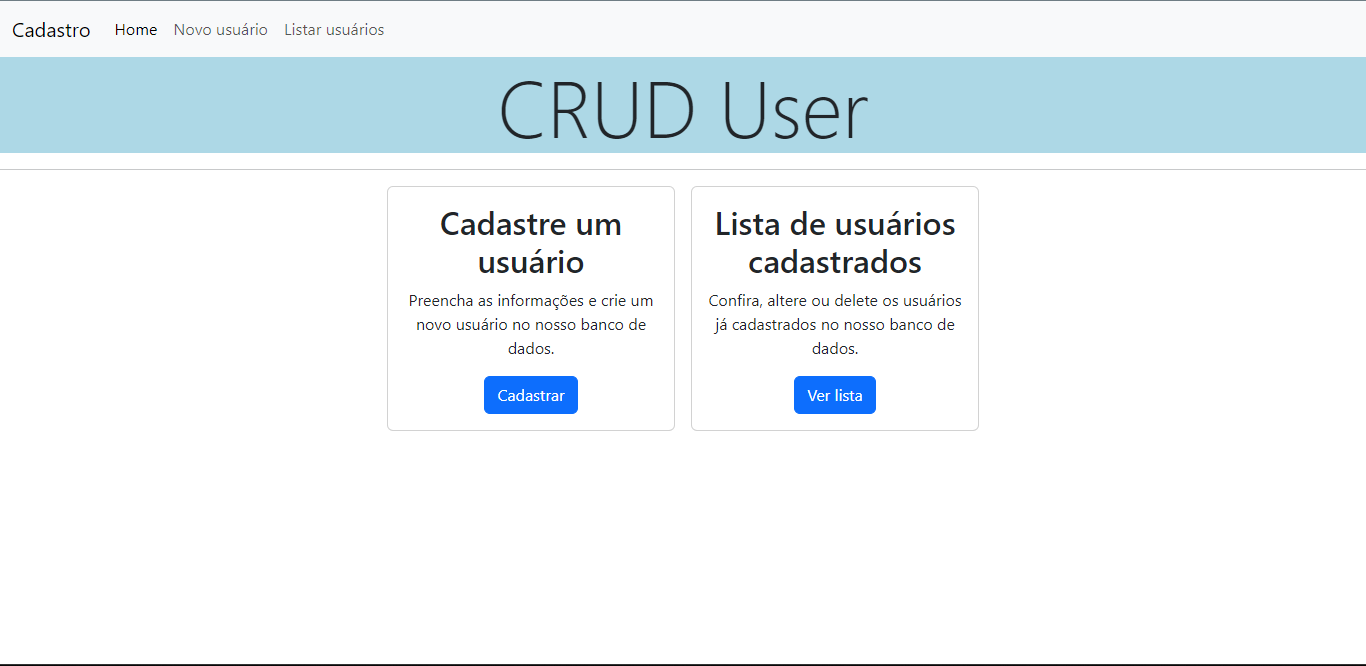 Cadastro Home Novo usuário Listar usuários
CRUD User
Cadastre um
usuário
Preencha as informações e crie um
novo usuário no nosso banco de
dados.
Cadastrar
Lista de usuários
cadastrados
Confira, altere ou delete os usuários
já cadastrados no nosso banco de
dados.
Ver lista